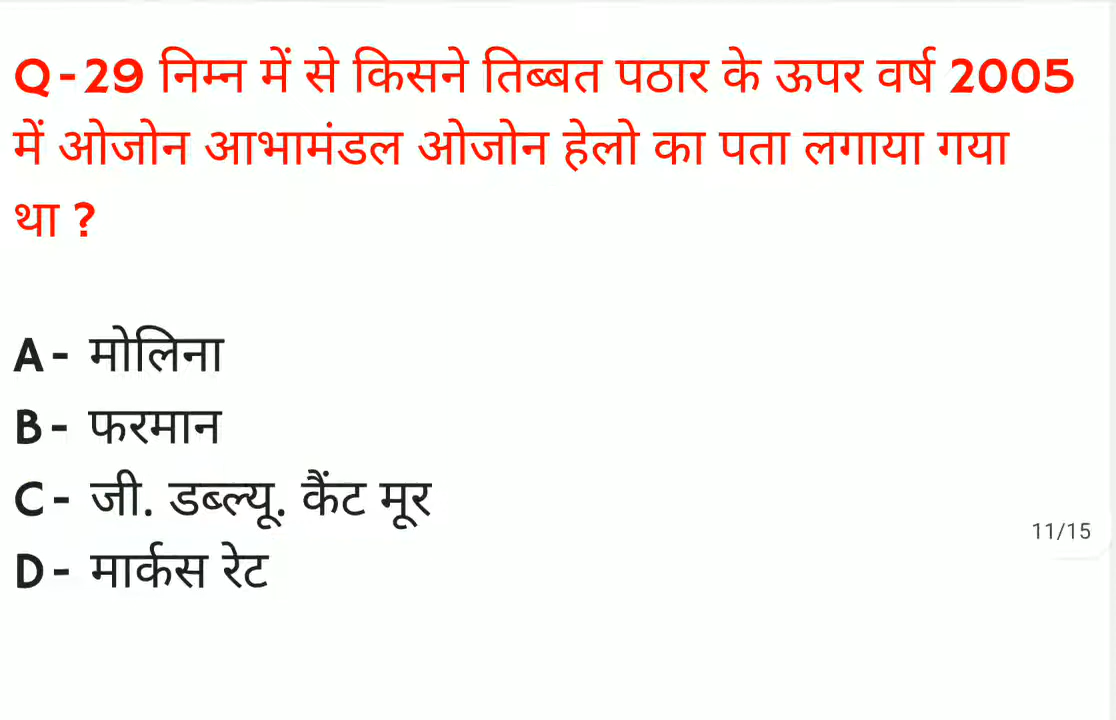 Q-29 निम्न में से किसने तिब्बत पठार के ऊपर वर्ष 2005
में ओजोन आभामंडल ओजोन हेलो का पता लगाया गया
था ?
A- मोलिना
B- फरमान
C- जी. डब्ल्यू. कैंट मूर
D- मार्कस रेट
11/15